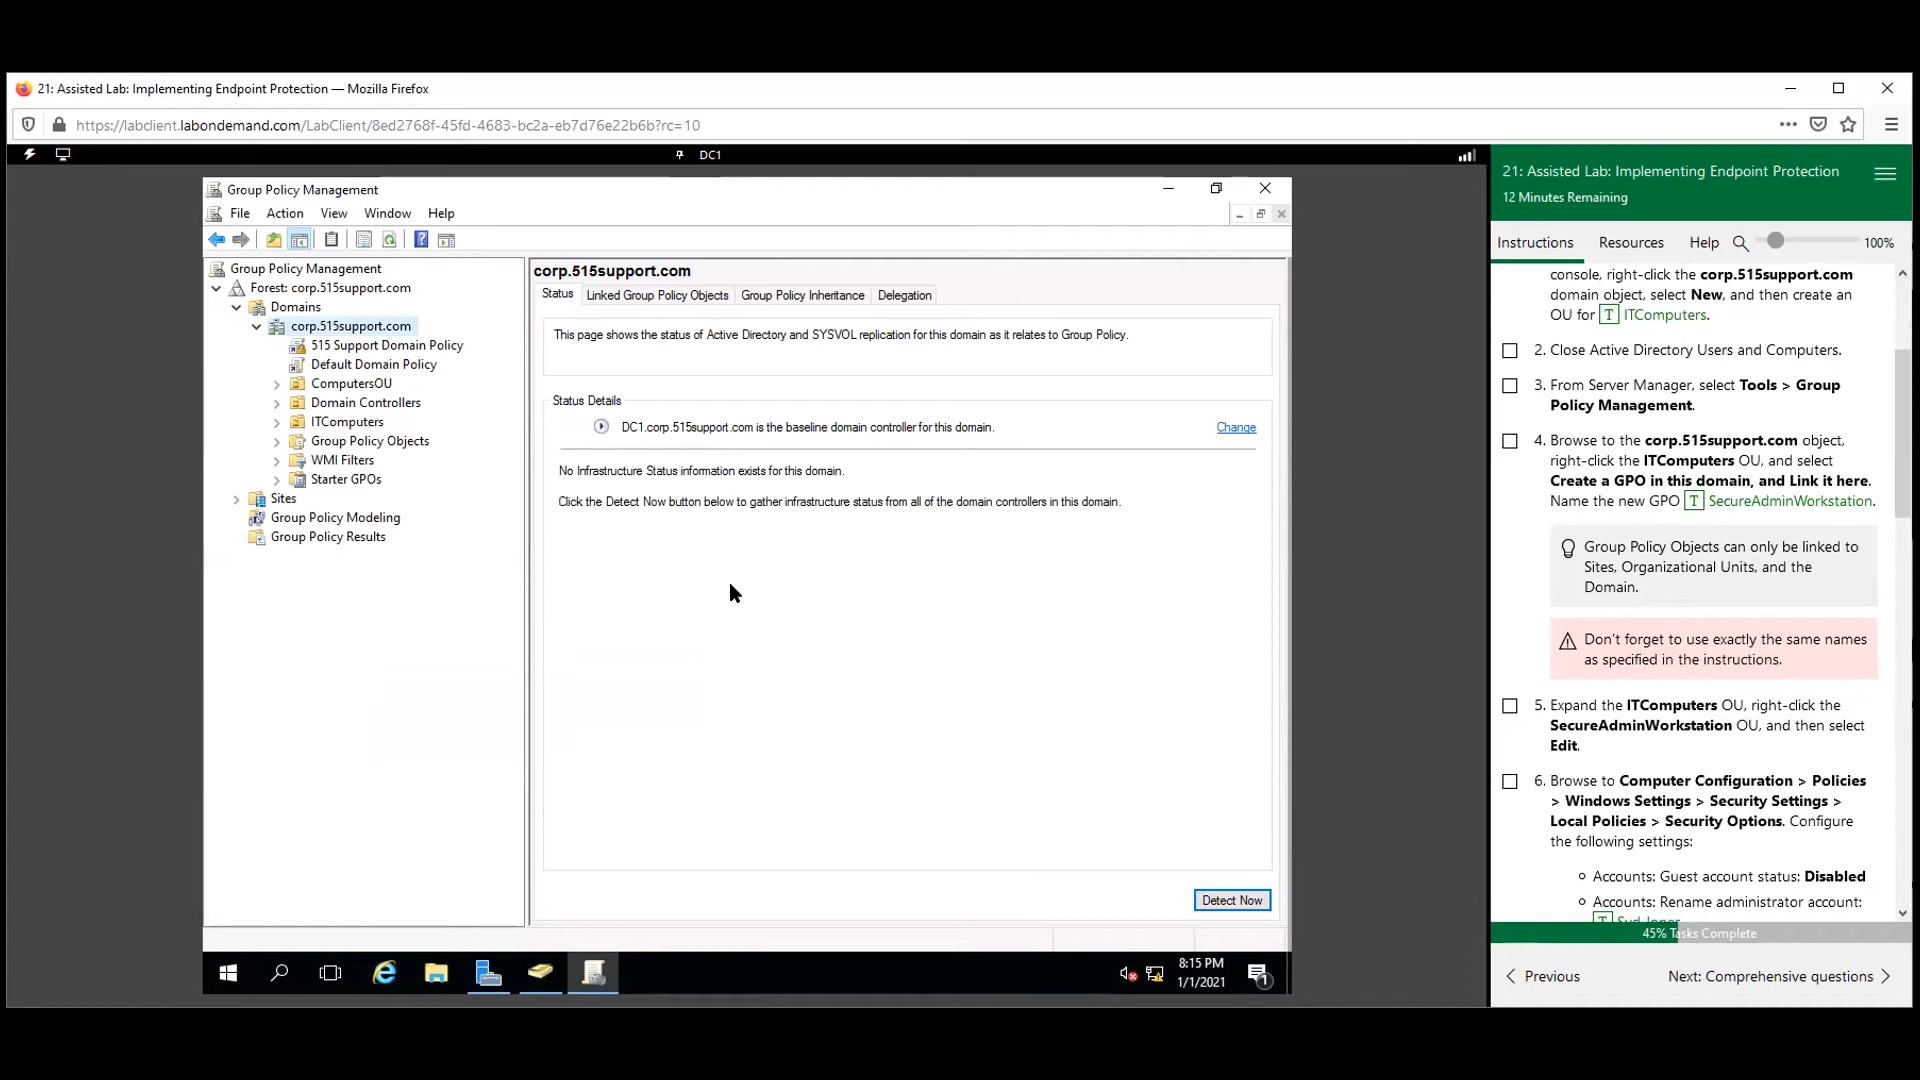 21: Assisted Lab: Implementing Endpoint Protection — Mozilla Firefox
https://labclient.labondemand.com/LabClient/8ed2768f-45fd-4683-bc2a-eb7d76e22b6b?rc=10
DC1
Group Policy Management
File Action View Window Help
Group Policy Management
Forest: corp.515support.com
Domains
corp.515support.com
515 Support Domain Policy
Default Domain Policy
ComputersOU
Domain Controllers
ITComputers
Group Policy Objects
WMI Filters
Starter GPOs
Sites
Group Policy Modeling
Group Policy Results
corp.515support.com
Status Linked Group Policy Objects Group Policy Inheritance Delegation
This page shows the status of Active Directory and SYSVOL replication for this domain as it relates to Group Policy.
Status Details
DC1.corp.515support.com is the baseline domain controller for this domain.
Change
No Infrastructure Status information exists for this domain.
Click the Detect Now button below to gather infrastructure status from all of the domain controllers in this domain.
Detect Now
8:15 PM
1/1/2021
1
21: Assisted Lab: Implementing Endpoint Protection
12 Minutes Remaining
Instructions Resources Help 100%
console, right-click the corp.515support.com
domain object, select New, and then create an
OU for T ITComputers.
2. Close Active Directory Users and Computers.
3. From Server Manager, select Tools > Group
Policy Management.
4. Browse to the corp.515support.com object,
right-click the ITComputers OU, and select
Create a GPO in this domain, and Link it here.
Name the new GPO T SecureAdminWorkstation.
Group Policy Objects can only be linked to
Sites, Organizational Units, and the
Domain.
Don't forget to use exactly the same names
as specified in the instructions.
5. Expand the ITComputers OU, right-click the
SecureAdminWorkstation OU, and then select
Edit.
6. Browse to Computer Configuration > Policies
> Windows Settings > Security Settings >
Local Policies > Security Options. Configure
the following settings:
Accounts: Guest account status: Disabled
Accounts: Rename administrator account:
T Syd Jones
45% Tasks Complete
Previous
Next: Comprehensive questions